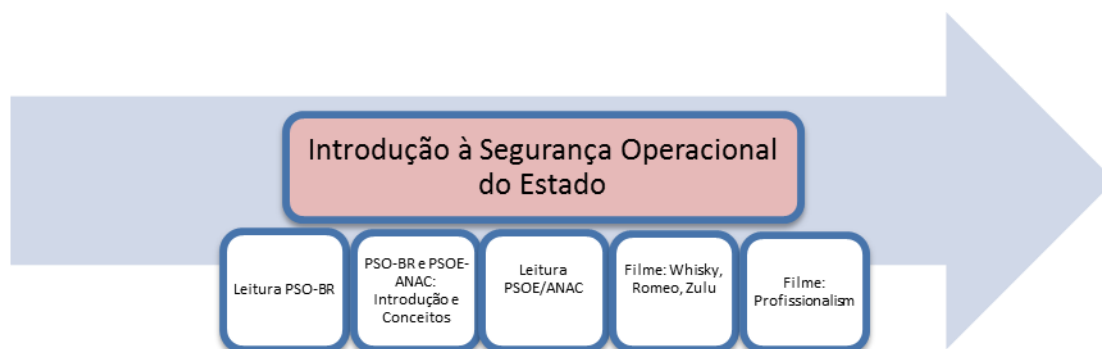 Introdução à Segurança Operacional
do Estado
Leitura PSO-BR
PSO-BR e PSOE-
ANAC:
Introdução e
Conceitos
Leitura
PSOE/ANAC
Filme: Whisky,
Romeo, Zulu
Filme:
Profissionalism